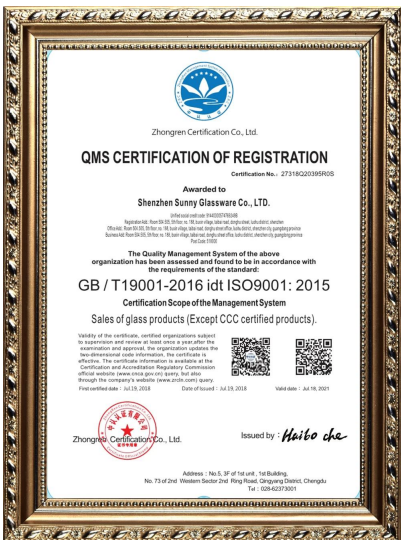 Zhongren Certification Co., Ltd.
QMS CERTIFICATION OF REGISTRATION
Certification No.: 27318Q20395R0S
Awarded to
Shenzhen Sunny Glassware Co., LTD.
Unified social credit code:
The Quality Management System of the above
organization has been assessed and found to be in accordance with
the requirements of the standard:
GB / T19001-2016 idt ISO9001: 2015
Certification Scope of the Management System
Sales of glass products (Except CCC certified products).
Validity of the certificate, certified organizations subject
to supervision and review at least once a year.after the
examination and approval, the organization updates the
two-dimensional code information, the certificate is
effective. The certificate information is available at the
Certification and Accreditation Regulatory Commission
official website (www.cnca.gov.cn) query, but also
through the company's website (www.zrcln.com) query.
First certified date : Jul.19, 2018 Date of Issued : Jul.19, 2018 Valid date : Jul.18, 2021
Zhongren Certification Co., Ltd.
Issued by : Haibo che
Address : No.5, 3F of 1st unit , 1st Building,
No. 73 of 2nd Western Sector 2nd Ring Road, Qingyang District, Chengdu
Tel : 028-62373001